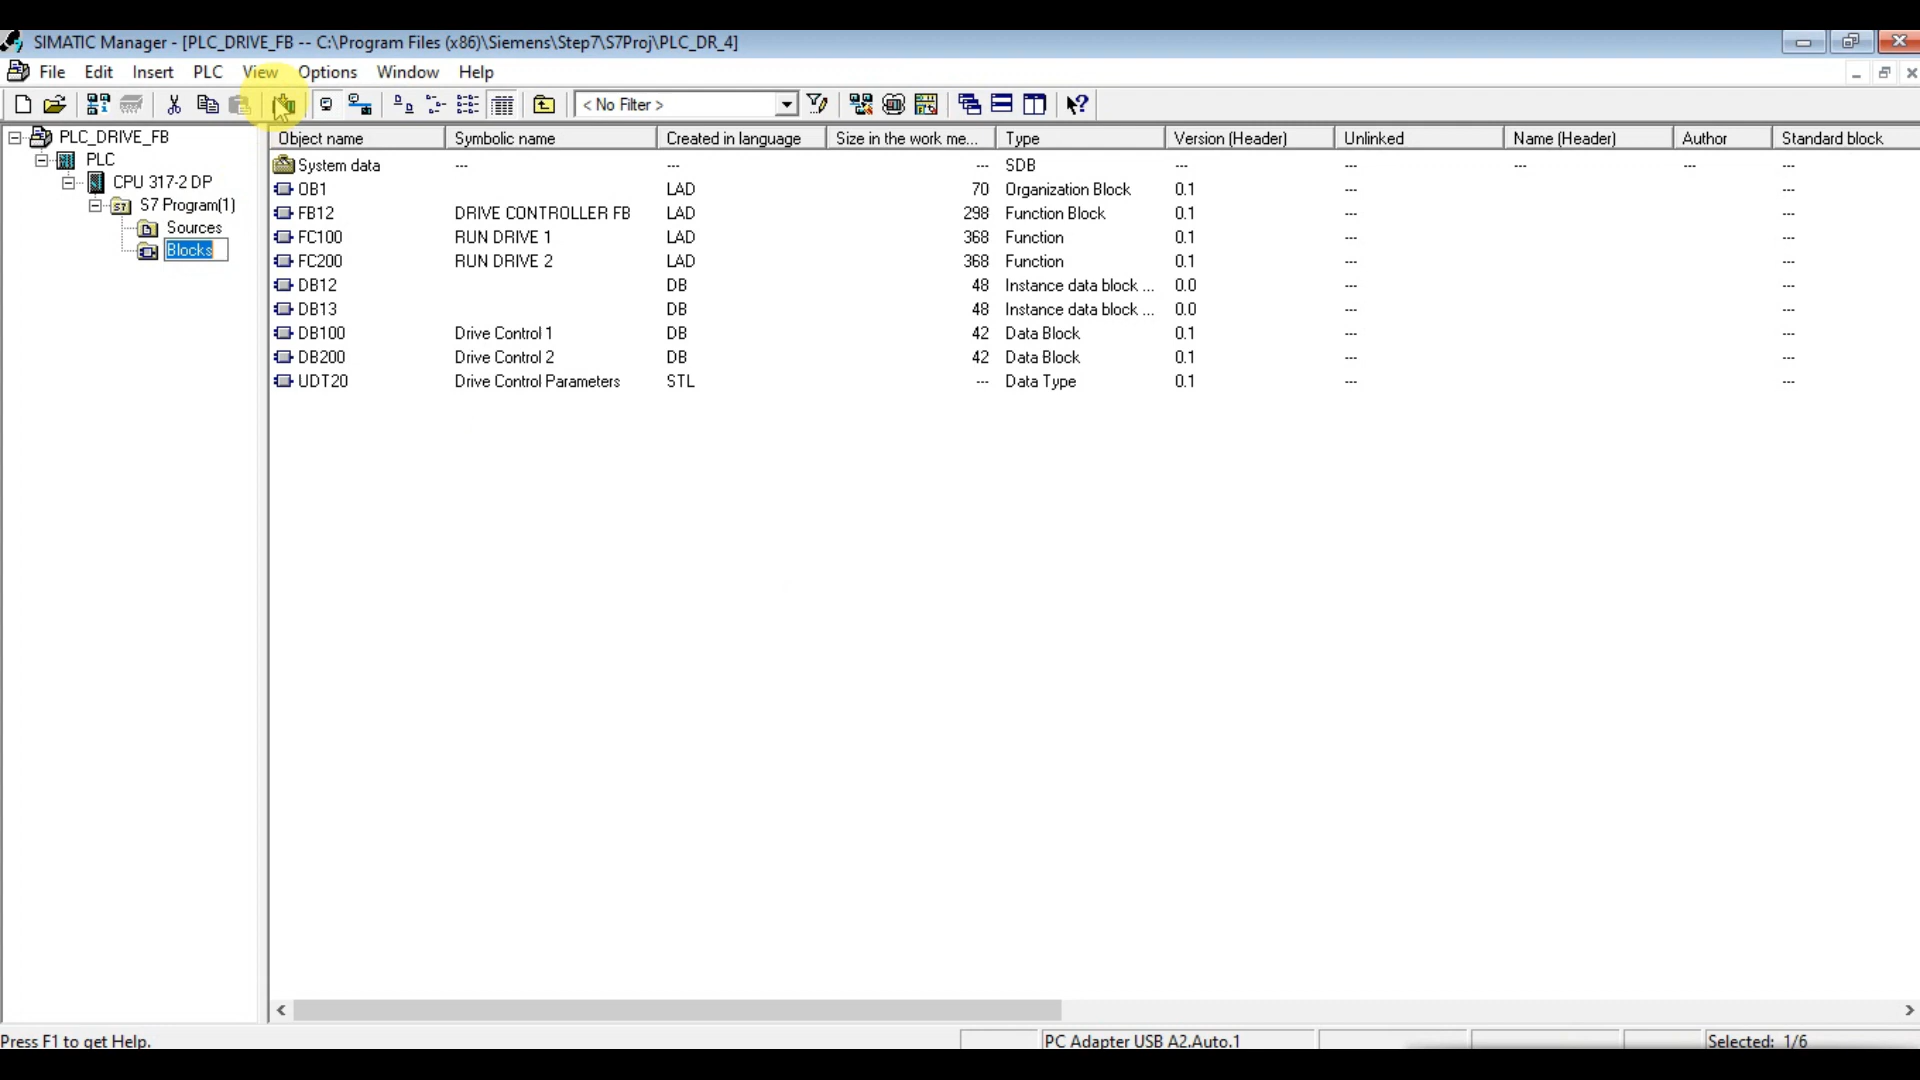 SIMATIC Manager - [PLC_DRIVE_FB -- C:\Program Files (x86)\Siemens\Step7\S7Proj\PLC_DR_4]
File Edit Insert PLC View Options Window Help
< No Filter >
PLC_DRIVE_FB
PLC
CPU 317-2 DP
S7 Program(1)
Sources
Blocks
Object name Symbolic name Created in language Size in the work me... Type Version (Header) Unlinked Name (Header) Author Standard block
System data --- --- --- SDB --- --- --- --- ---
OB1 LAD 70 Organization Block 0.1 --- ---
FB12 DRIVE CONTROLLER FB LAD 298 Function Block 0.1 --- ---
FC100 RUN DRIVE 1 LAD 368 Function 0.1 --- ---
FC200 RUN DRIVE 2 LAD 368 Function 0.1 --- ---
DB12 DB 48 Instance data block ... 0.0 --- ---
DB13 DB 48 Instance data block ... 0.0 --- ---
DB100 Drive Control 1 DB 42 Data Block 0.1 --- ---
DB200 Drive Control 2 DB 42 Data Block 0.1 --- ---
UDT20 Drive Control Parameters STL --- Data Type 0.1 --- ---
Press F1 to get Help. PC Adapter USB A2.Auto.1 Selected: 1/6